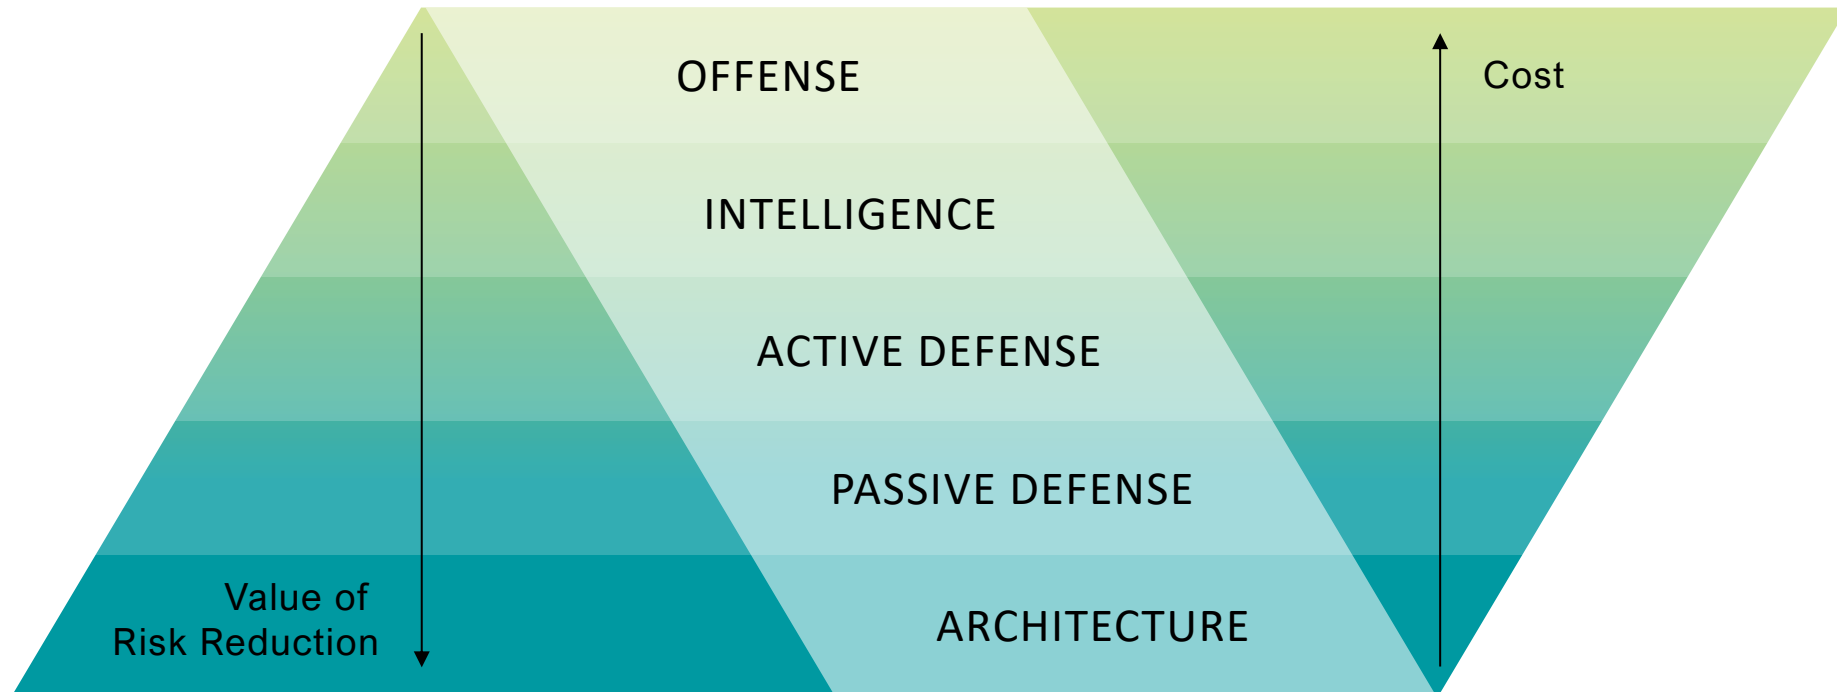 OFFENSE
Cost
INTELLIGENCE
ACTIVE DEFENSE
PASSIVE DEFENSE
Value of
Risk Reduction
ARCHITECTURE